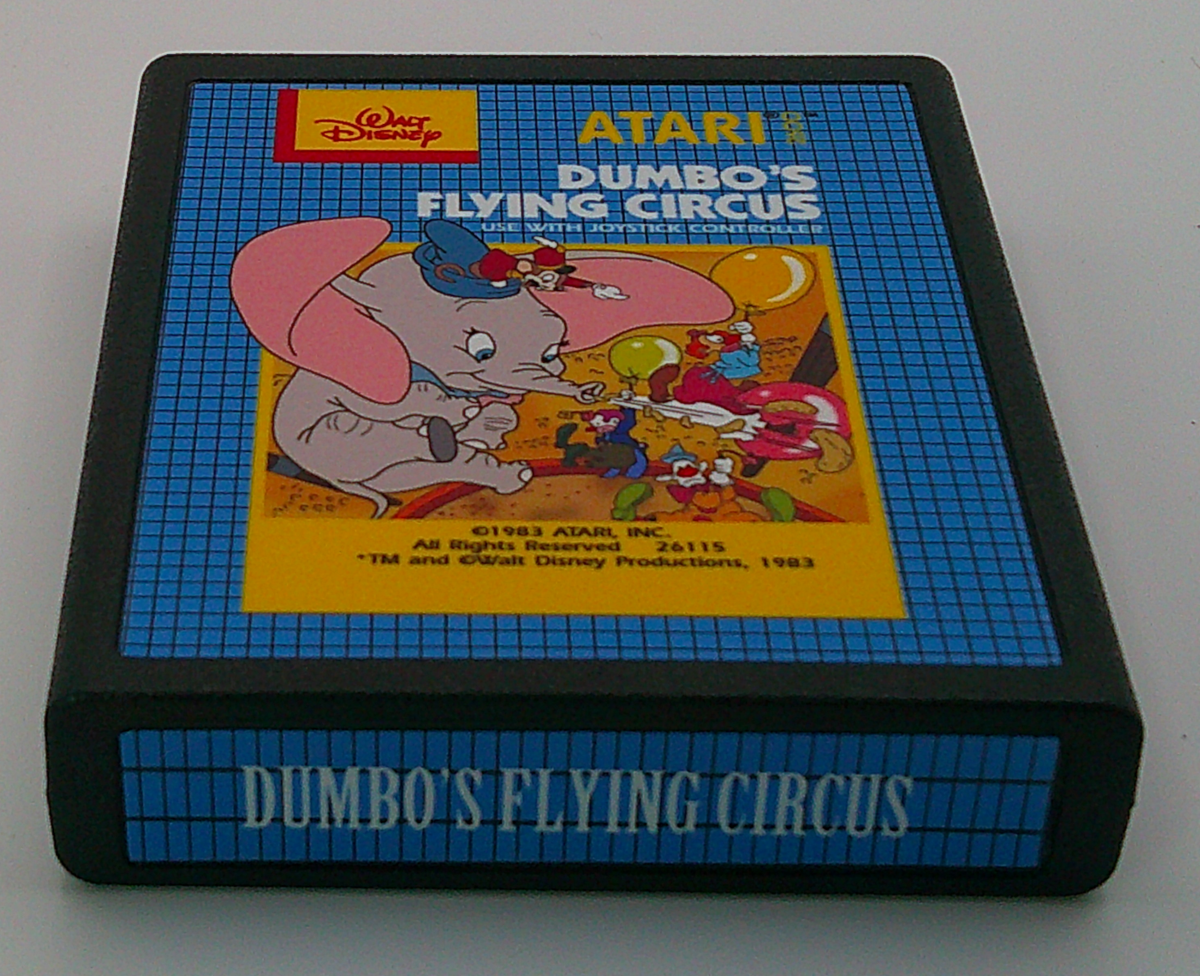 WALT
DISNEY
ATARI® 2600™
DUMBO'S
FLYING CIRCUS
USE WITH JOYSTICK CONTROLLER
©1983 ATARI, INC.
All Rights Reserved 26115
*TM and ©Walt Disney Productions, 1983
DUMBO'S FLYING CIRCUS